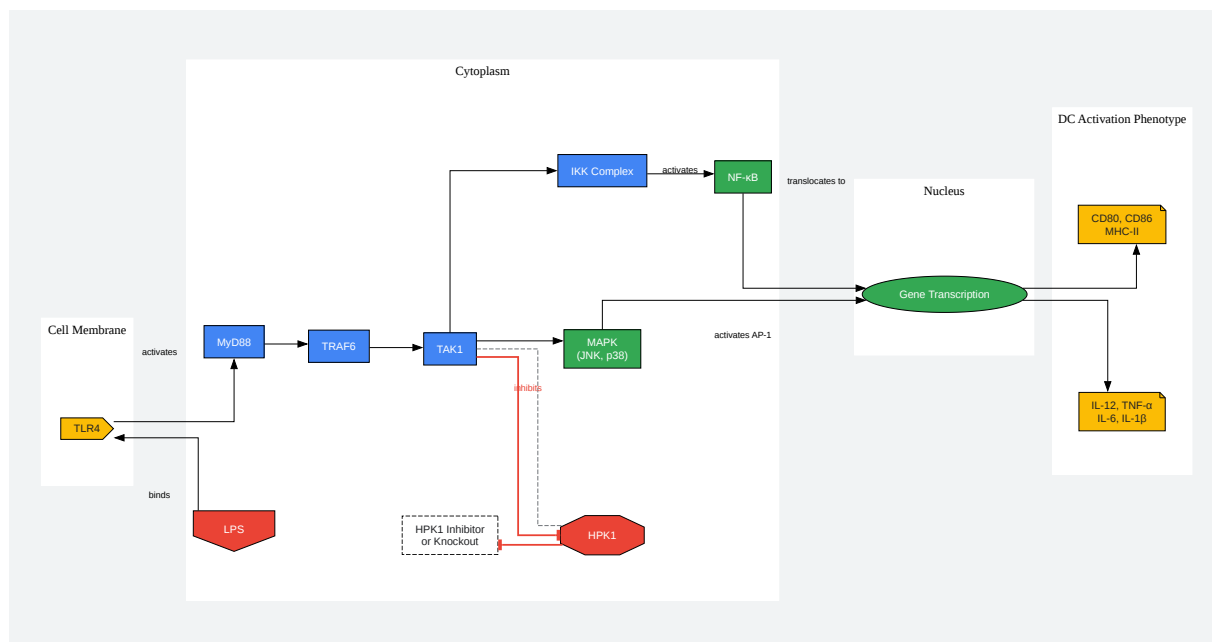 Cytoplasm
DC Activation Phenotype
IKK Complex
activates
NF-κB
translocates to
Nucleus
CD80, CD86
MHC-II
Gene Transcription
Cell Membrane
activates
MyD88
TRAF6
TAK1
MAPK
(JNK, p38)
activates AP-1
inhibits
TLR4
IL-12, TNF-α
IL-6, IL-1β
binds
LPS
HPK1 Inhibitor
or Knockout
HPK1